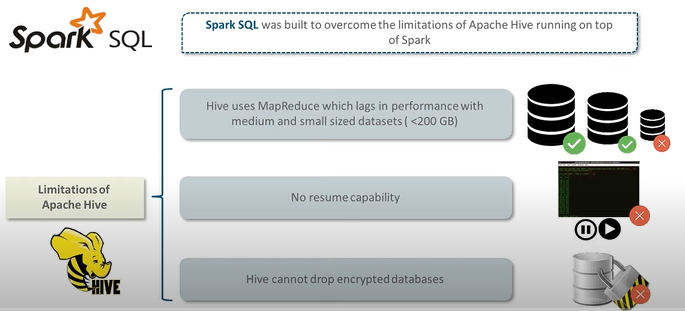 Spark SQL
Spark SQL was built to overcome the limitations of Apache Hive running on top
of Spark
Hive uses MapReduce which lags in performance with
medium and small sized datasets ( <200 GB)
Limitations of
Apache Hive
No resume capability
HIVE
Hive cannot drop encrypted databases